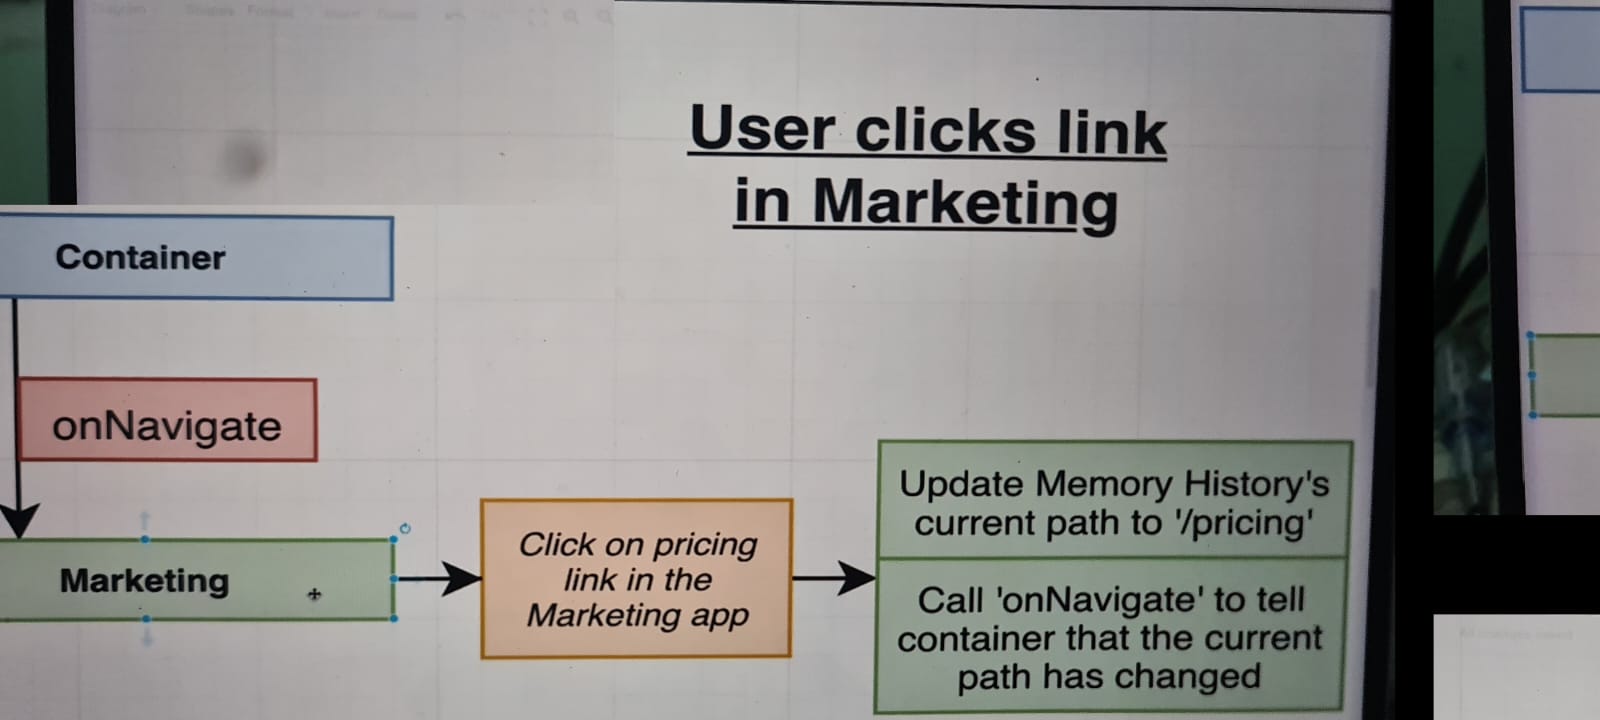 User clicks link
in Marketing
Container
onNavigate
Marketing
Click on pricing
link in the
Marketing app
Update Memory History's
current path to '/pricing'
Call 'onNavigate' to tell
container that the current
path has changed